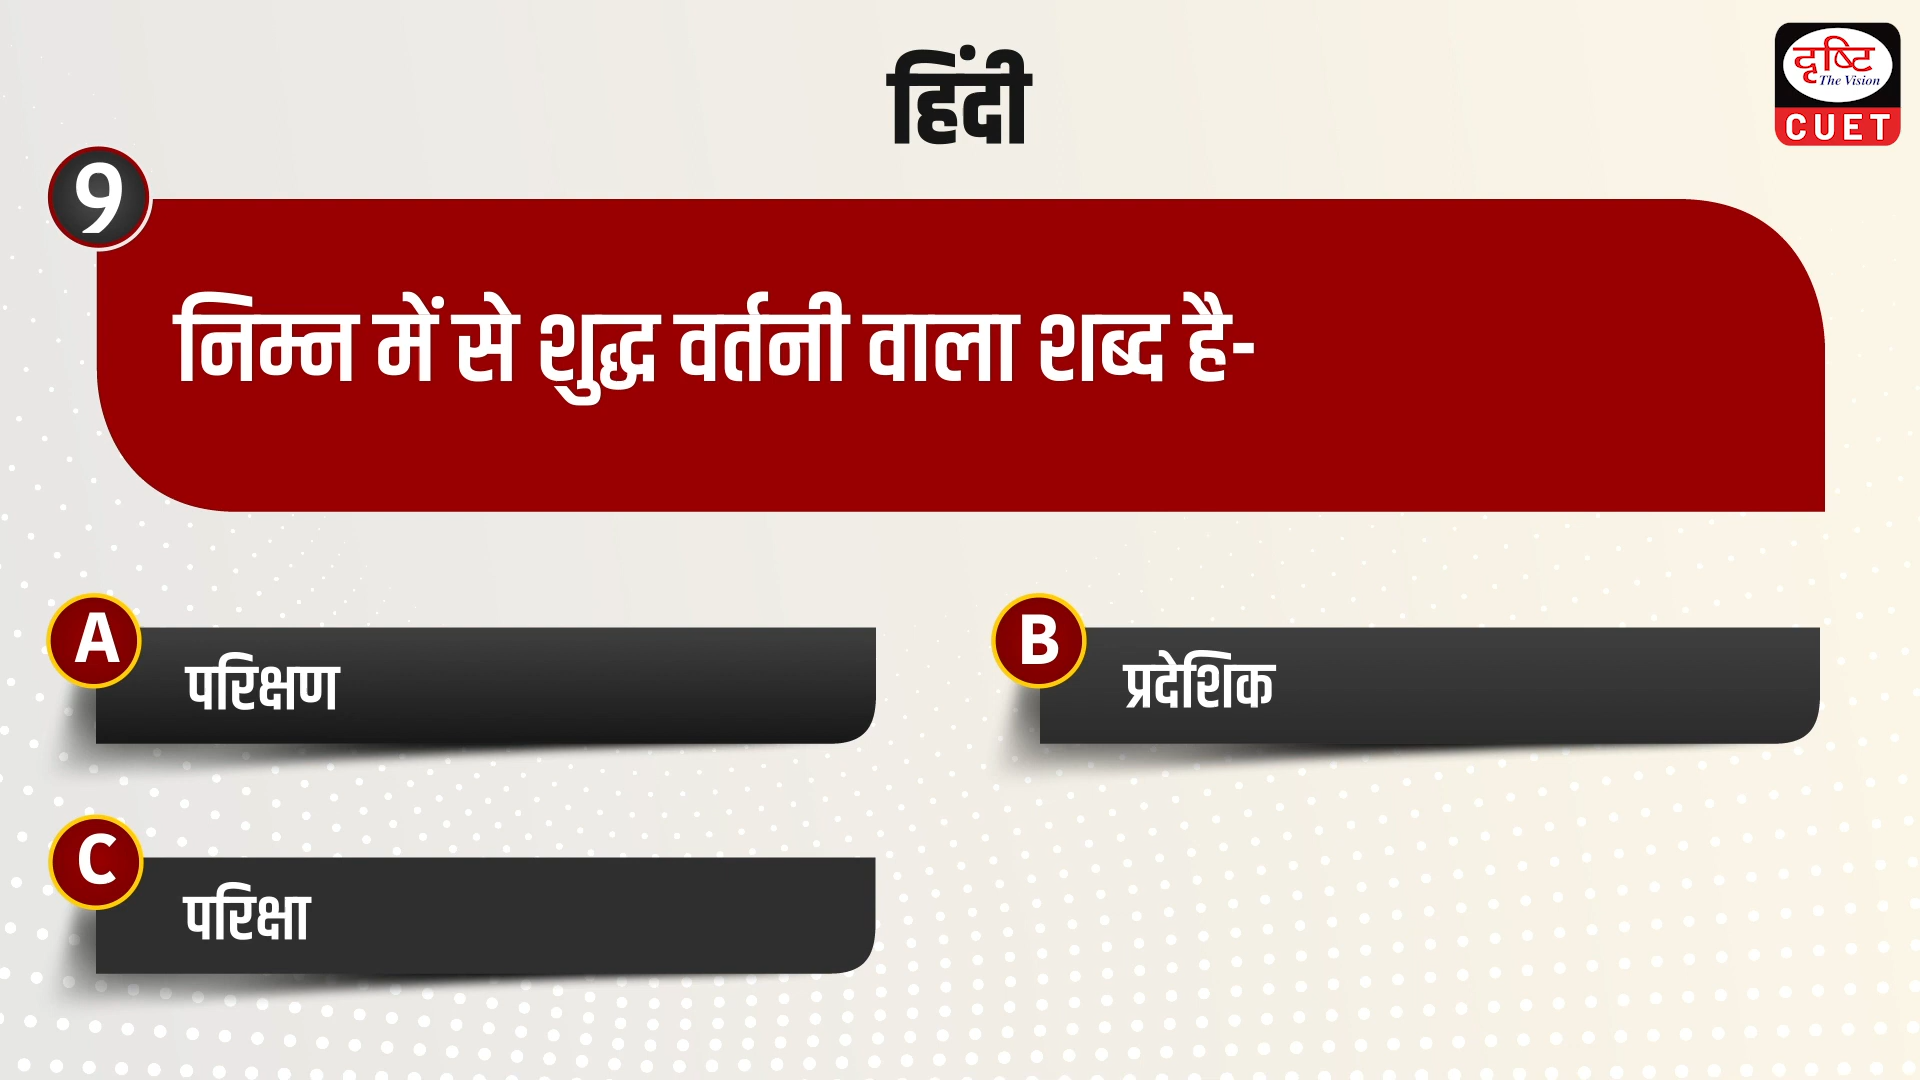 हिंदी
दृष्टि
The Vision
CUET
9
निम्न में से शुद्ध वर्तनी वाला शब्द है-
A
परिक्षण
B
प्रदेशिक
C
परिक्षा